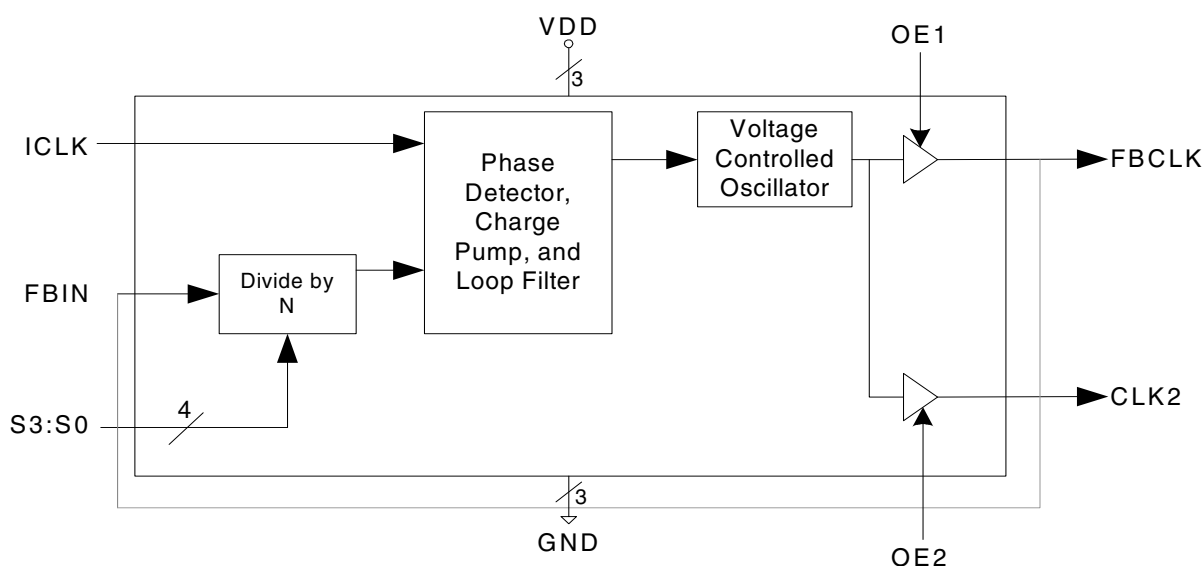 VDD
3
OE1
ICLK
Phase
Detector,
Charge
Pump, and
Loop Filter
Voltage
Controlled
Oscillator
FBCLK
FBIN
Divide by
N
S3:S0
4
CLK2
3
GND
OE2